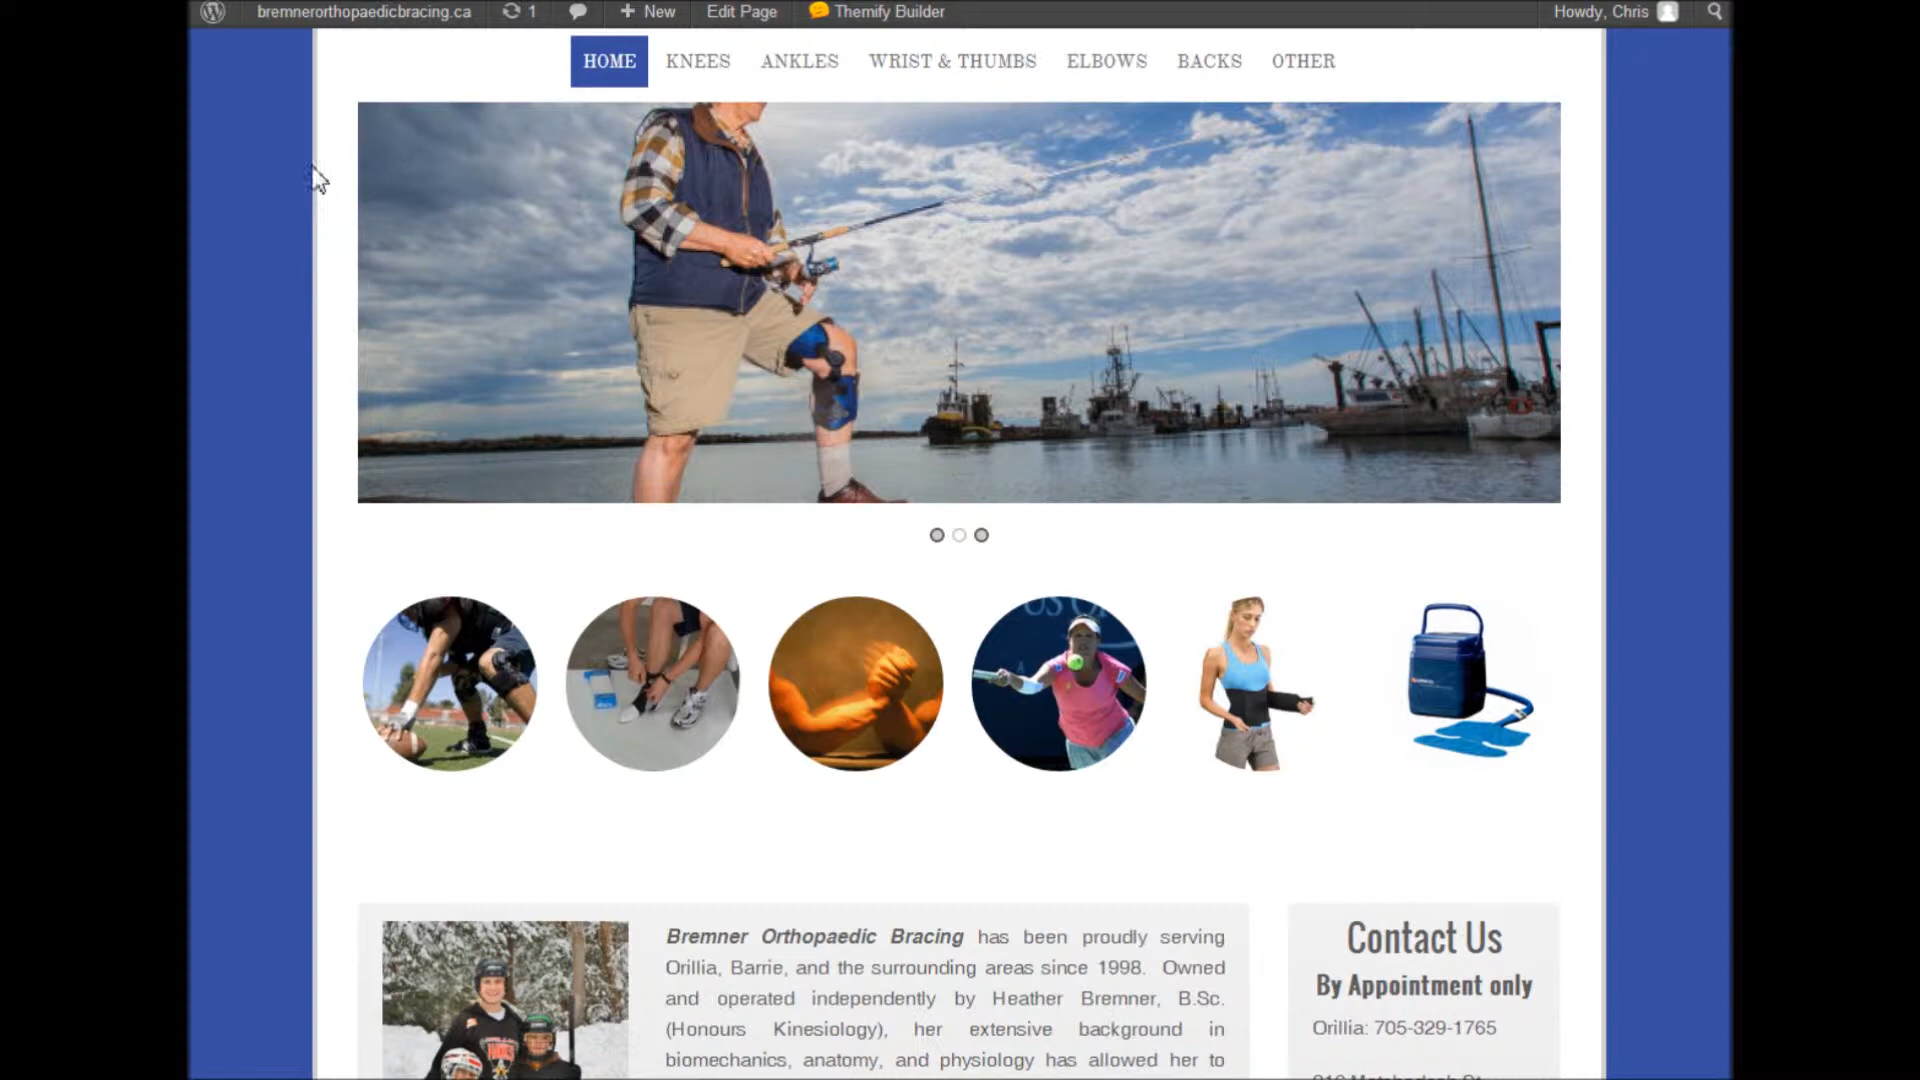 bremnerorthopaedicbracing.ca 1 New Edit Page Themify Builder Howdy, Chris
HOME KNEES ANKLES WRIST & THUMBS ELBOWS BACKS OTHER
US O
Bremner Orthopaedic Bracing has been proudly serving
Orillia, Barrie, and the surrounding areas since 1998. Owned
and operated independently by Heather Bremner, B.Sc.
(Honours Kinesiology), her extensive background in
biomechanics, anatomy, and physiology has allowed her to
Contact Us
By Appointment only
Orillia: 705-329-1765